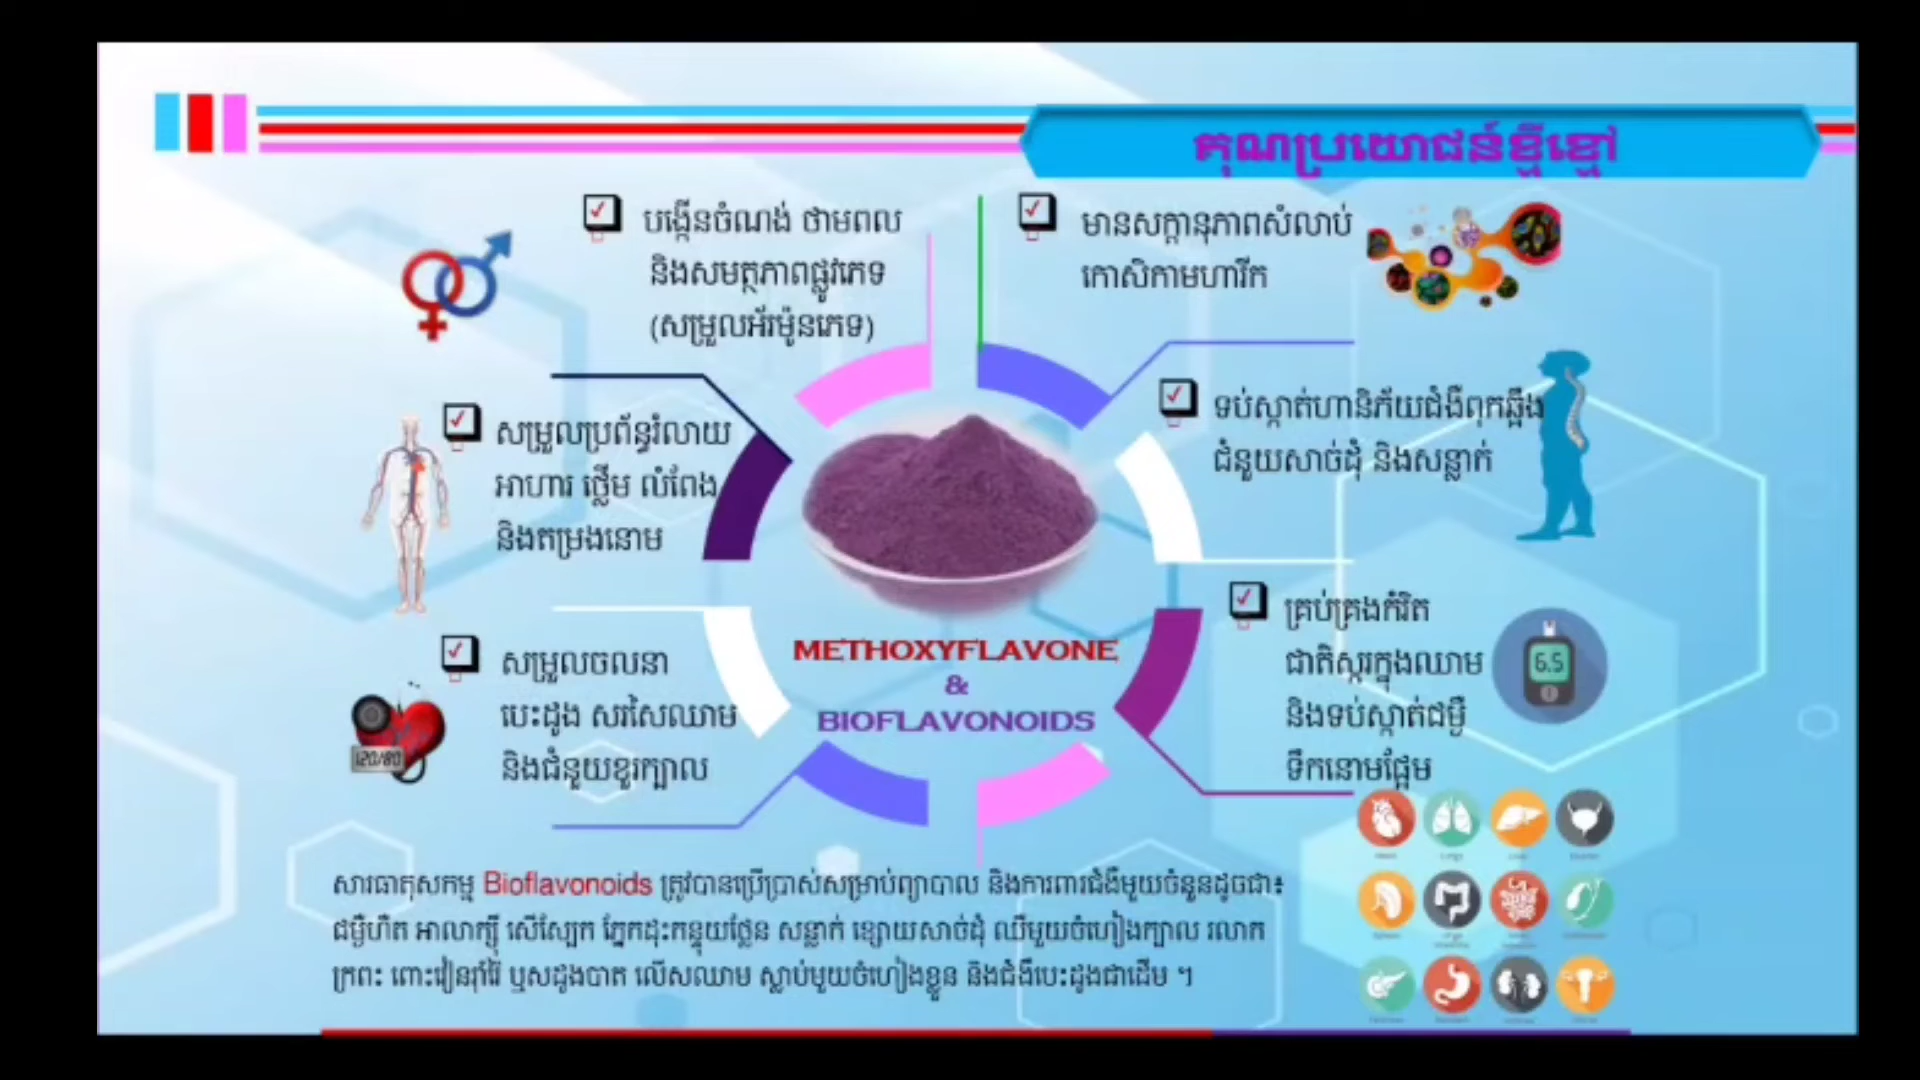 គុណប្រយោជន៍ខ្មីខ្មៅ
បង្កើនចំណង់ ថាមពល
និងសមត្ថភាពផ្លូវភេទ
(សម្រួលអ័រម៉ូនភេទ)
មានសក្តានុភាពសំលាប់
កោសិកាមហារីក
សម្រួលប្រព័ន្ធរំលាយ
អាហារ ថ្លើម លំពែង
និងតម្រងនោម
ទប់ស្កាត់ហានិភ័យជំងឺពុកឆ្អឹង
ជំនួយសាច់ដុំ និងសន្លាក់
សម្រួលចលនា
បេះដូង សរសៃឈាម
និងជំនួយខួរក្បាល
120/80
គ្រប់គ្រងកំរិត
ជាតិស្ករក្នុងឈាម
និងទប់ស្កាត់ជម្ងឺ
ទឹកនោមផ្អែម
6.5
METHOXYFLAVONE
&
BIOFLAVONOIDS
សារធាតុសកម្ម Bioflavonoids ត្រូវបានប្រើប្រាស់សម្រាប់ព្យាបាល និងការពារជំងឺមួយចំនួនដូចជា៖
ជម្ងឺហឺត អាលាក្ស៊ី សើស្បែក ភ្នែកដុះកន្ទុយថ្លែន សន្លាក់ ខ្សោយសាច់ដុំ ឈឺមួយចំហៀងក្បាល រលាក
ក្រពះ ពោះវៀនរ៉ាំរ៉ៃ ឬសដូងបាត លើសឈាម ស្លាប់មួយចំហៀងខ្លួន និងជំងឺបេះដូងជាដើម ។